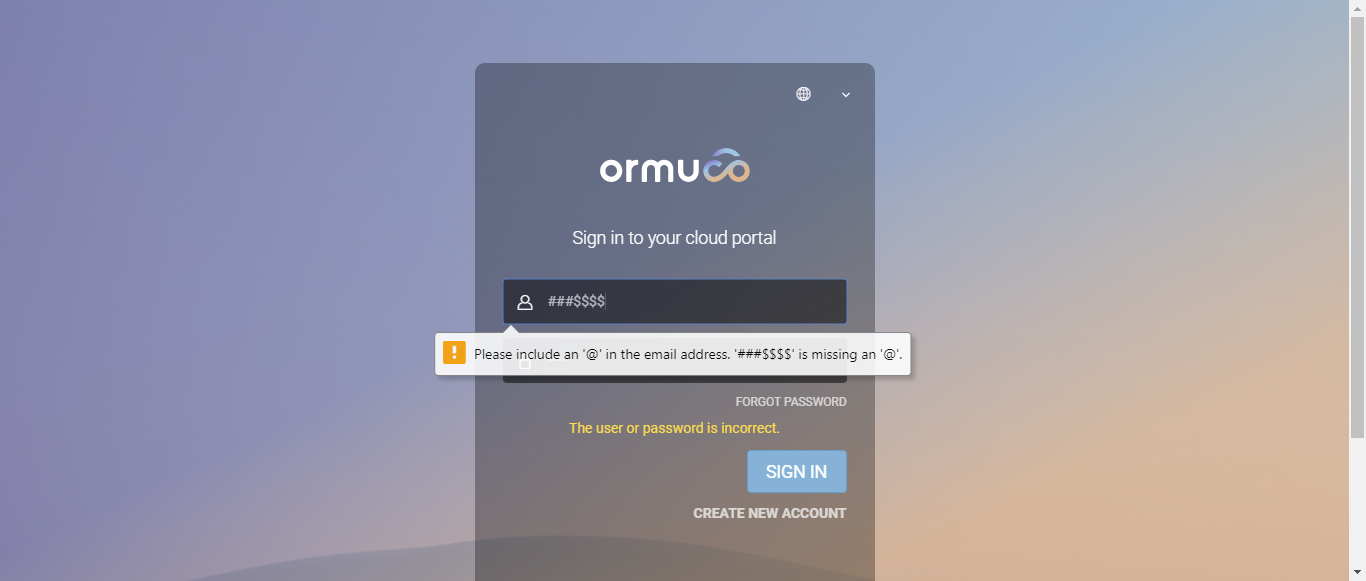 ormuco
Sign in to your cloud portal
###$$$$
Please include an '@' in the email address. '###$$$$' is missing an '@'.
FORGOT PASSWORD
The user or password is incorrect.
SIGN IN
CREATE NEW ACCOUNT